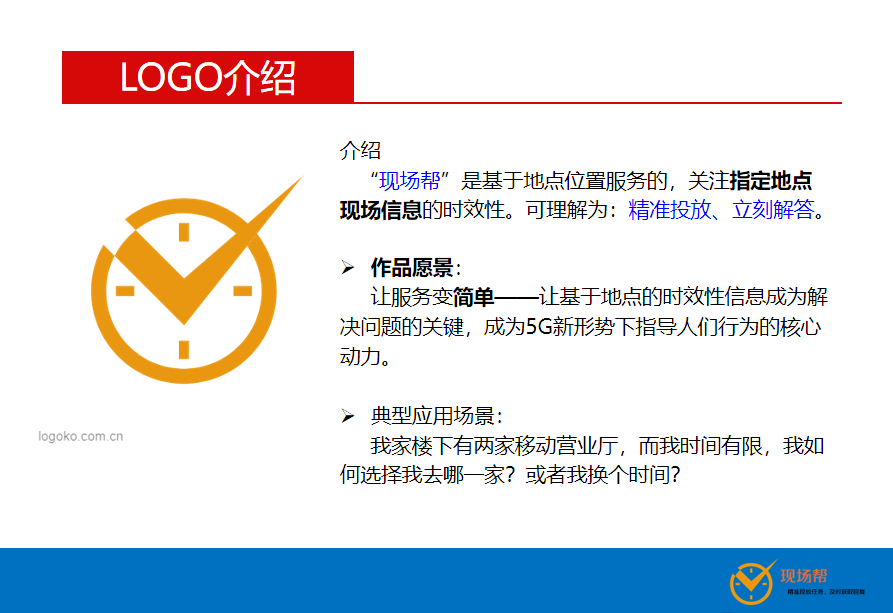 LOGO介绍
介绍
“现场帮”是基于地点位置服务的，关注指定地点
现场信息的时效性。可理解为：精准投放、立刻解答。
➢ 作品愿景：
让服务变简单——让基于地点的时效性信息成为解
决问题的关键，成为5G新形势下指导人们行为的核心
动力。
➢ 典型应用场景：
我家楼下有两家移动营业厅，而我时间有限，我如
何选择我去哪一家？或者我换个时间？
logoko.com.cn
现场帮